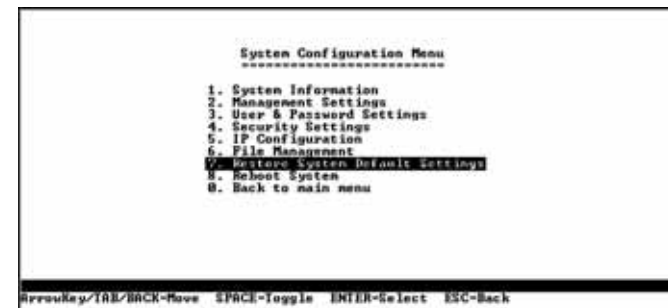 System Configuration Menu
=========================
1. System Information
2. Management Settings
3. User & Password Settings
4. Security Settings
5. IP Configuration
6. File Management
7. Restore System Default Settings
8. Reboot System
0. Back to main menu
ArrowKey/TAB/BACK-Move SPACE-Toggle ENTER-Select ESC-Back